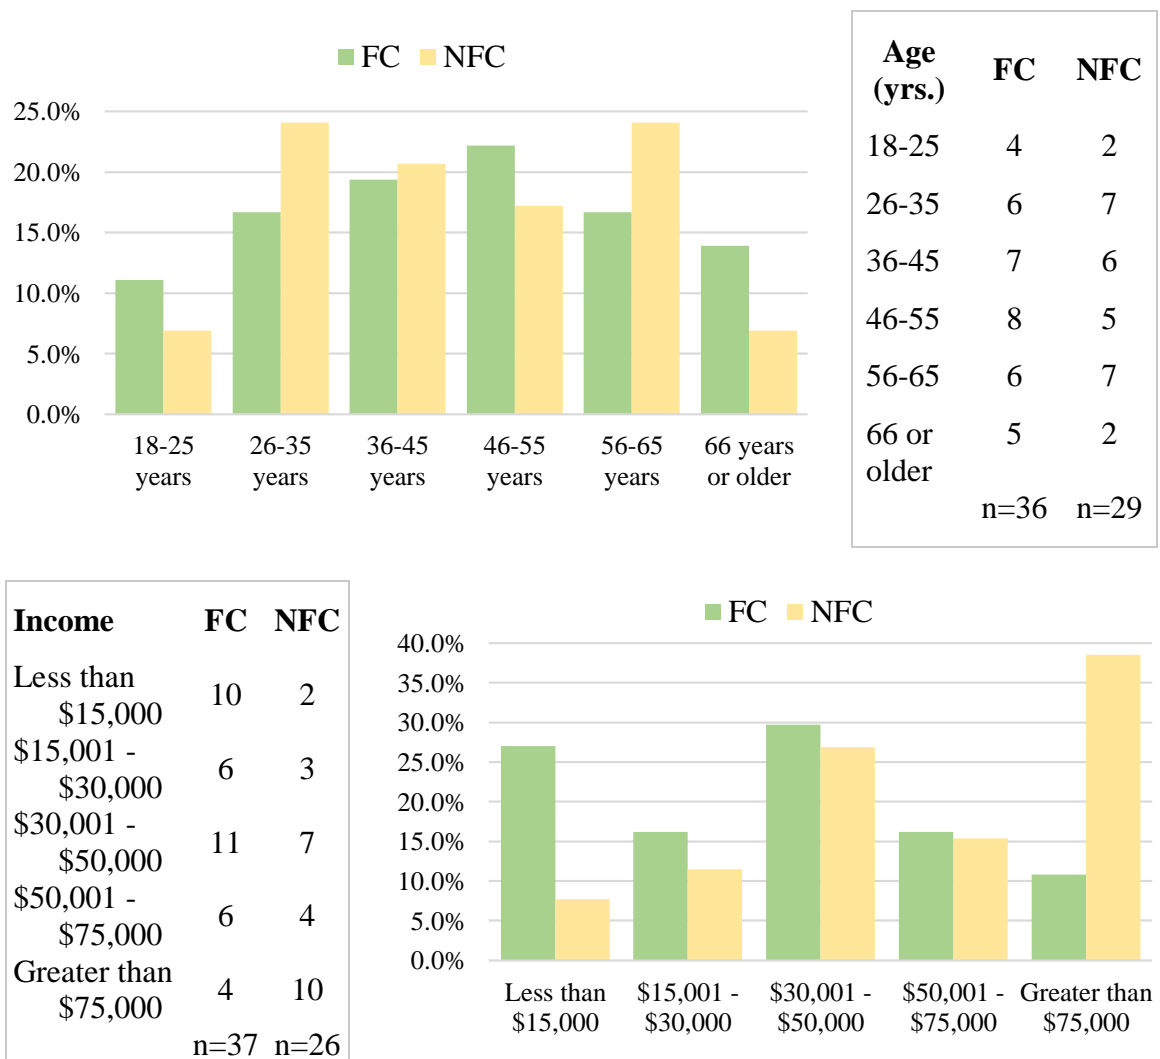 FC NFC
25.0%
20.0%
15.0%
10.0%
5.0%
0.0%
18-25 26-35 36-45 46-55 56-65 66 years
years years years years years or older
Age
(yrs.) FC NFC
18-25 4 2
26-35 6 7
36-45 7 6
46-55 8 5
56-65 6 7
66 or 5 2
older
n=36 n=29
Income FC NFC
Less than
$15,000 10 2
$15,001 -
$30,000 6 3
$30,001 -
$50,000 11 7
$50,001 -
$75,000 6 4
Greater than
$75,000 4 10
n=37 n=26
FC NFC
40.0%
35.0%
30.0%
25.0%
20.0%
15.0%
10.0%
5.0%
0.0%
Less than $15,001 - $30,001 - $50,001 - Greater than
$15,000 $30,000 $50,000 $75,000 $75,000